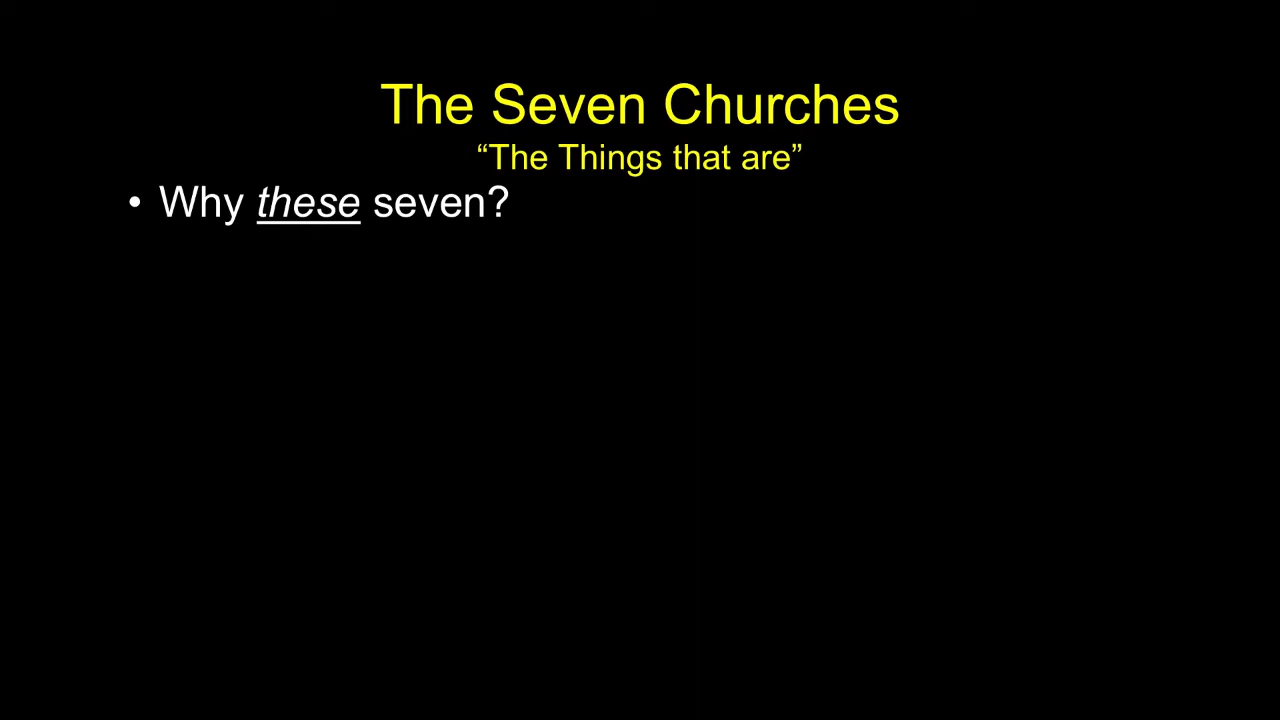 The Seven Churches
“The Things that are”
• Why these seven?